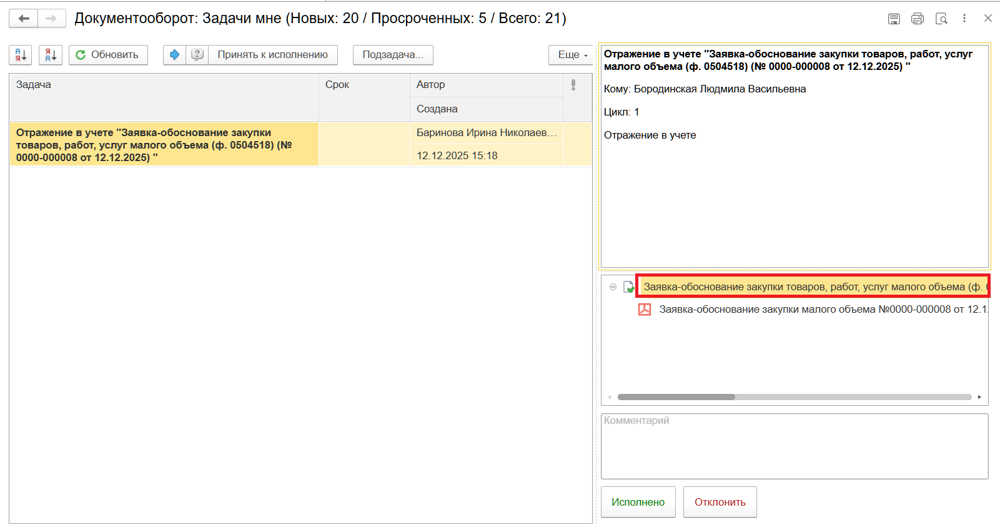 Документооборот: Задачи мне (Новых: 20 / Просроченных: 5 / Всего: 21)
А Я
Я А
Обновить
?
Принять к исполнению
Подзадача...
Еще
Задача
Срок
Автор
Создана
Отражение в учете "Заявка-обоснование закупки
товаров, работ, услуг малого объема (ф. 0504518) (№
0000-000008 от 12.12.2025) "
Баринова Ирина Николаев...
12.12.2025 15:18
Отражение в учете "Заявка-обоснование закупки товаров, работ, услуг
малого объема (ф. 0504518) (№ 0000-000008 от 12.12.2025) "
Кому: Бородинская Людмила Васильевна
Цикл: 1
Отражение в учете
Заявка-обоснование закупки товаров, работ, услуг малого объема (ф.
Заявка-обоснование закупки малого объема №0000-000008 от 12.1
Комментарий
Исполнено
Отклонить